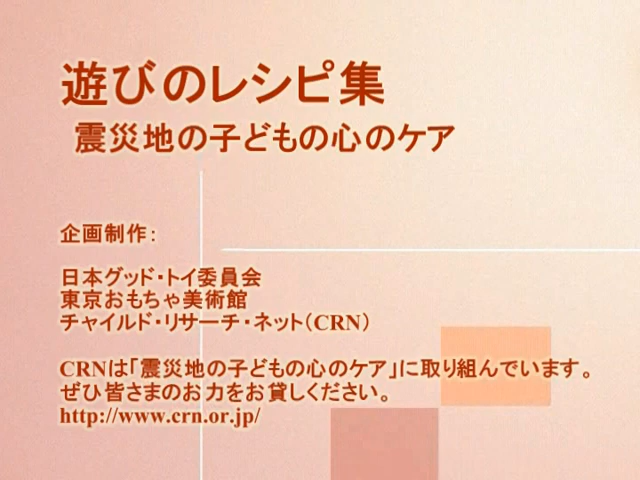 遊びのレシピ集
震災地の子どもの心のケア
企画制作：
日本グッド・トイ委員会
東京おもちゃ美術館
チャイルド・リサーチ・ネット（CRN）
CRNは「震災地の子どもの心のケア」に取り組んでいます。
ぜひ皆さまのお力をお貸しください。
http://www.crn.or.jp/